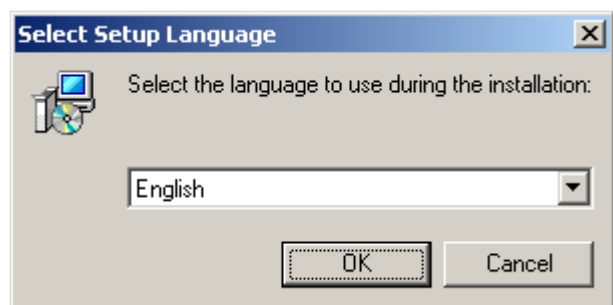 Select Setup Language
Select the language to use during the installation:
English
OK
Cancel